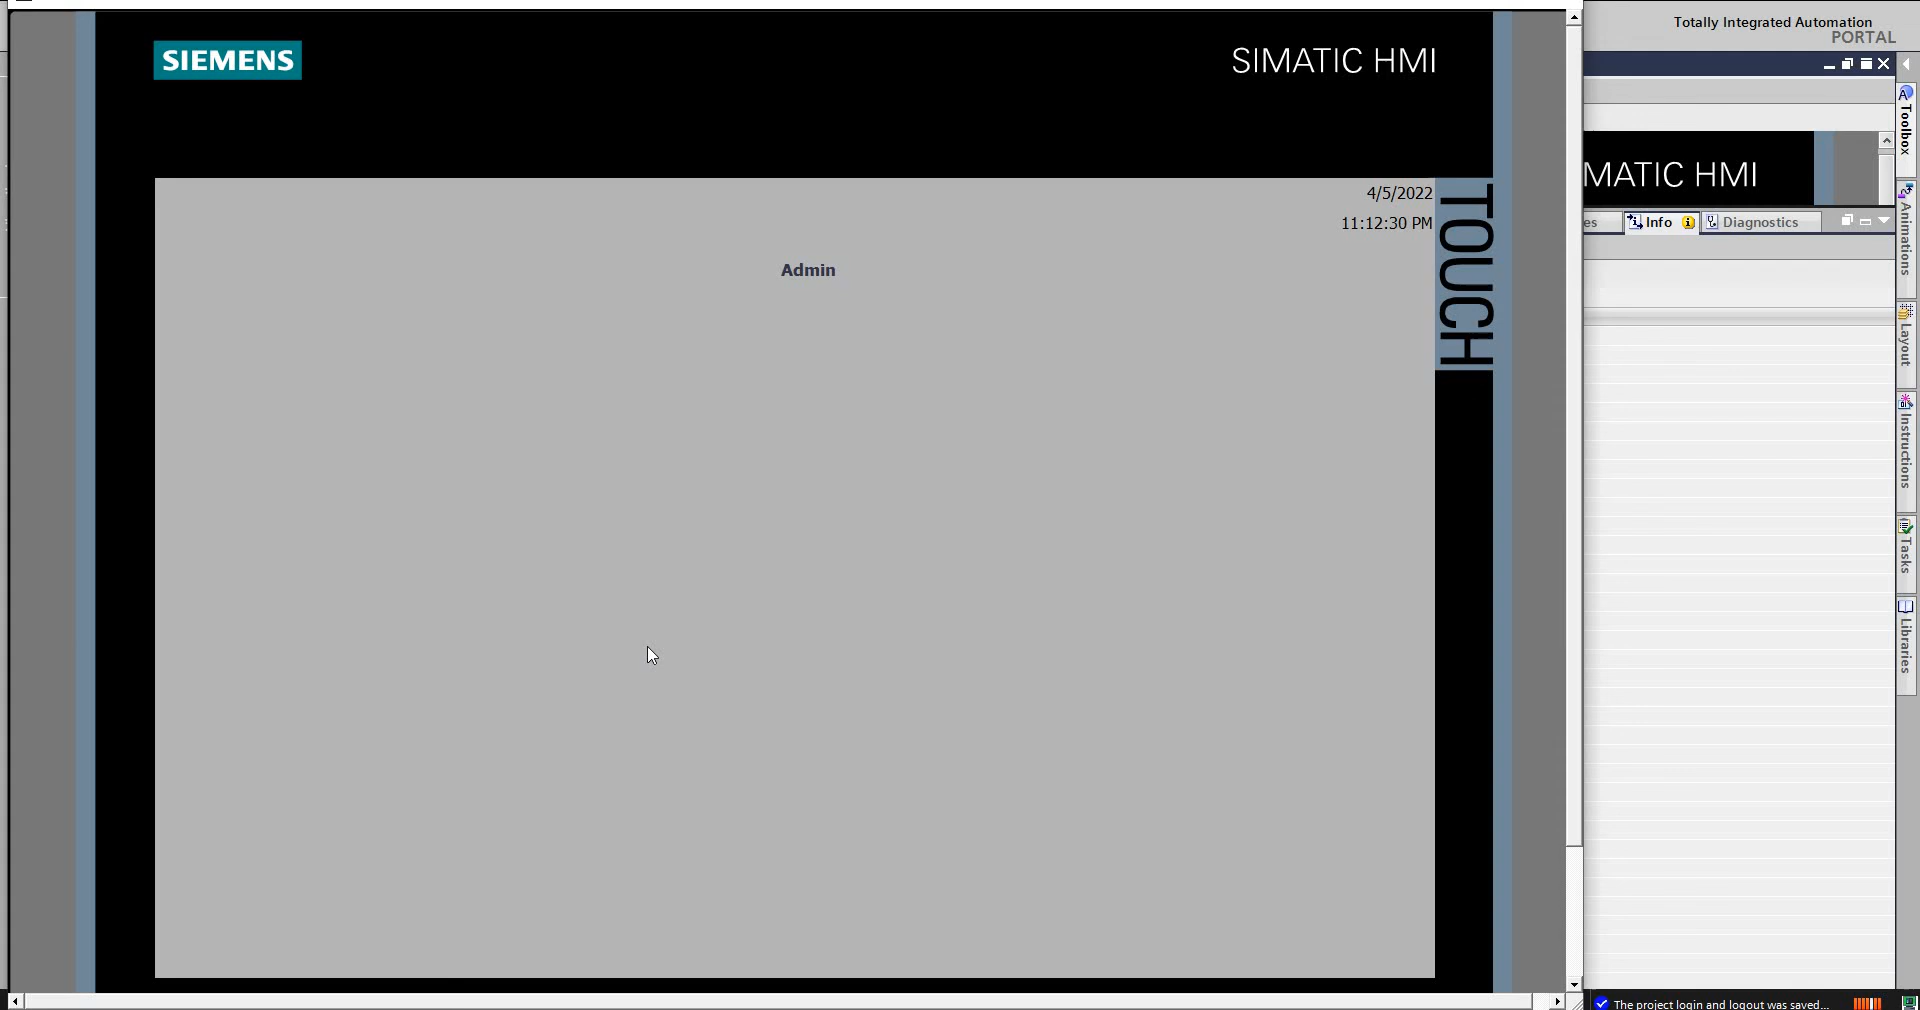 Totally Integrated Automation
PORTAL
SIEMENS
SIMATIC HMI
MATIC HMI
4/5/2022
11:12:30 PM
TOUCH
Admin
es
Info
Diagnostics
Toolbox
Animations
Layout
Instructions
Tasks
Libraries
The project login and logout was saved...